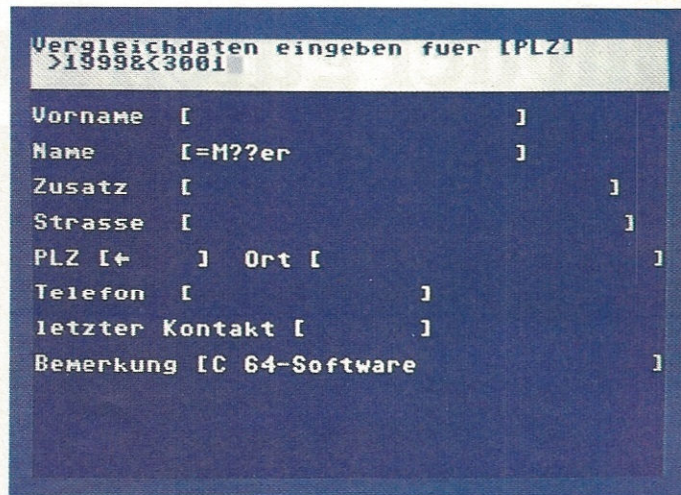 Vergleichdaten eingeben fuer [PLZ]
>1999&<3001
Vorname [ ]
Name [=M??er ]
Zusatz [ ]
Strasse [ ]
PLZ [← ] Ort [ ]
Telefon [ ]
letzter Kontakt [ ]
Bemerkung [C 64-Software ]